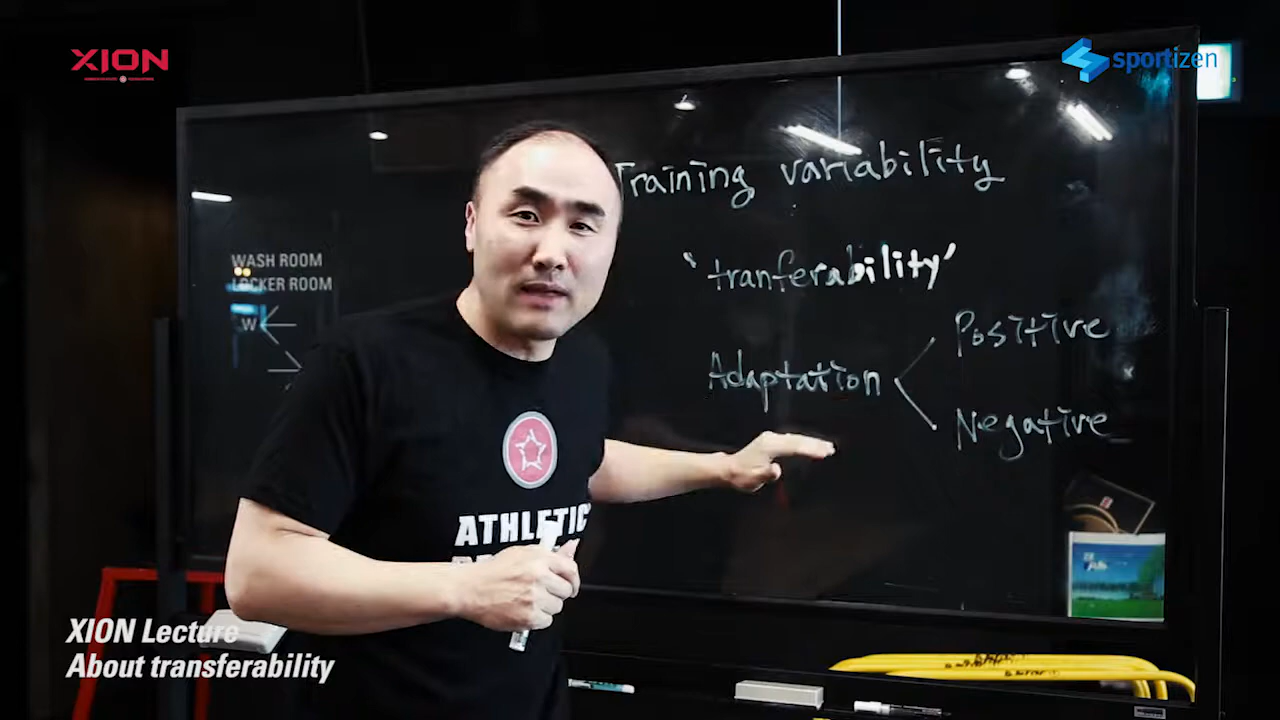 XION
sportizen
Training variability
WASH ROOM
LOCKER ROOM
'tranferability'
Positive
Adaptation
Negative
ATHLETIC
XION Lecture
About transferability